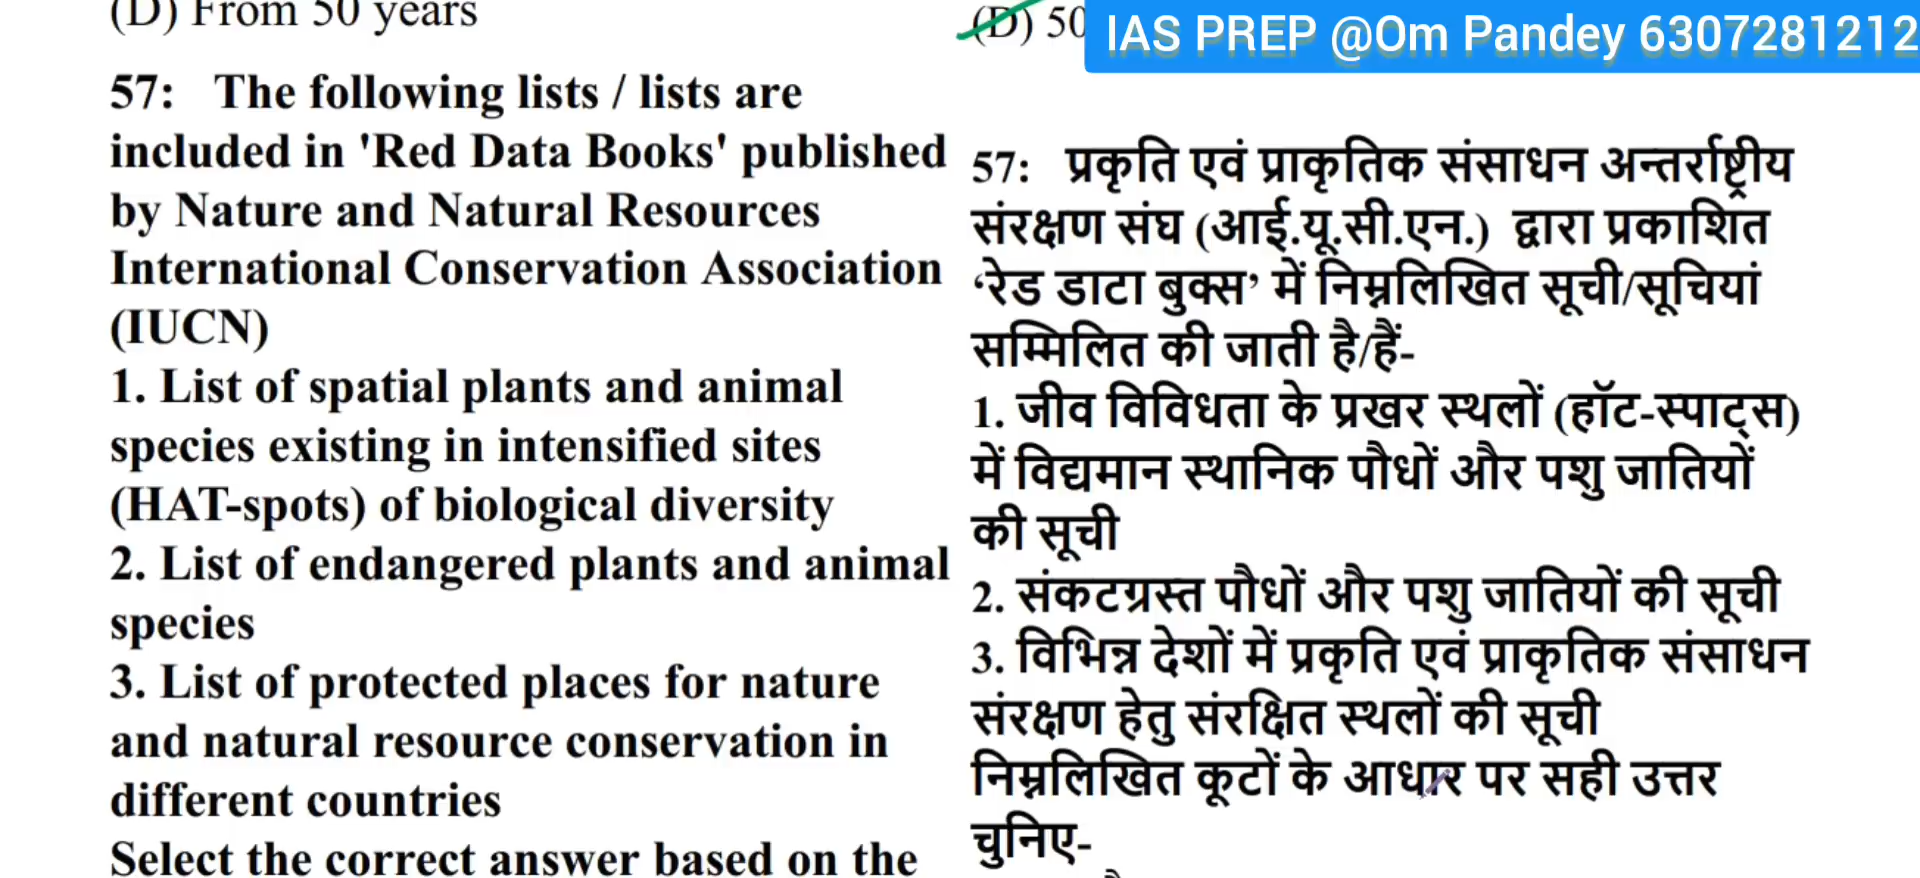 (D) From 50 years
57: The following lists / lists are
included in 'Red Data Books' published
by Nature and Natural Resources
International Conservation Association
(IUCN)
1. List of spatial plants and animal
species existing in intensified sites
(HAT-spots) of biological diversity
2. List of endangered plants and animal
species
3. List of protected places for nature
and natural resource conservation in
different countries
Select the correct answer based on the
(D) 50
IAS PREP @Om Pandey 6307281212
57: प्रकृति एवं प्राकृतिक संसाधन अन्तर्राष्ट्रीय
संरक्षण संघ (आई.यू.सी.एन.) द्वारा प्रकाशित
‘रेड डाटा बुक्स’ में निम्नलिखित सूची/सूचियां
सम्मिलित की जाती है/हैं-
1. जीव विविधता के प्रखर स्थलों (हॉट-स्पाट्स)
में विद्यमान स्थानिक पौधों और पशु जातियों
की सूची
2. संकटग्रस्त पौधों और पशु जातियों की सूची
3. विभिन्न देशों में प्रकृति एवं प्राकृतिक संसाधन
संरक्षण हेतु संरक्षित स्थलों की सूची
निम्नलिखित कूटों के आधार पर सही उत्तर
चुनिए-